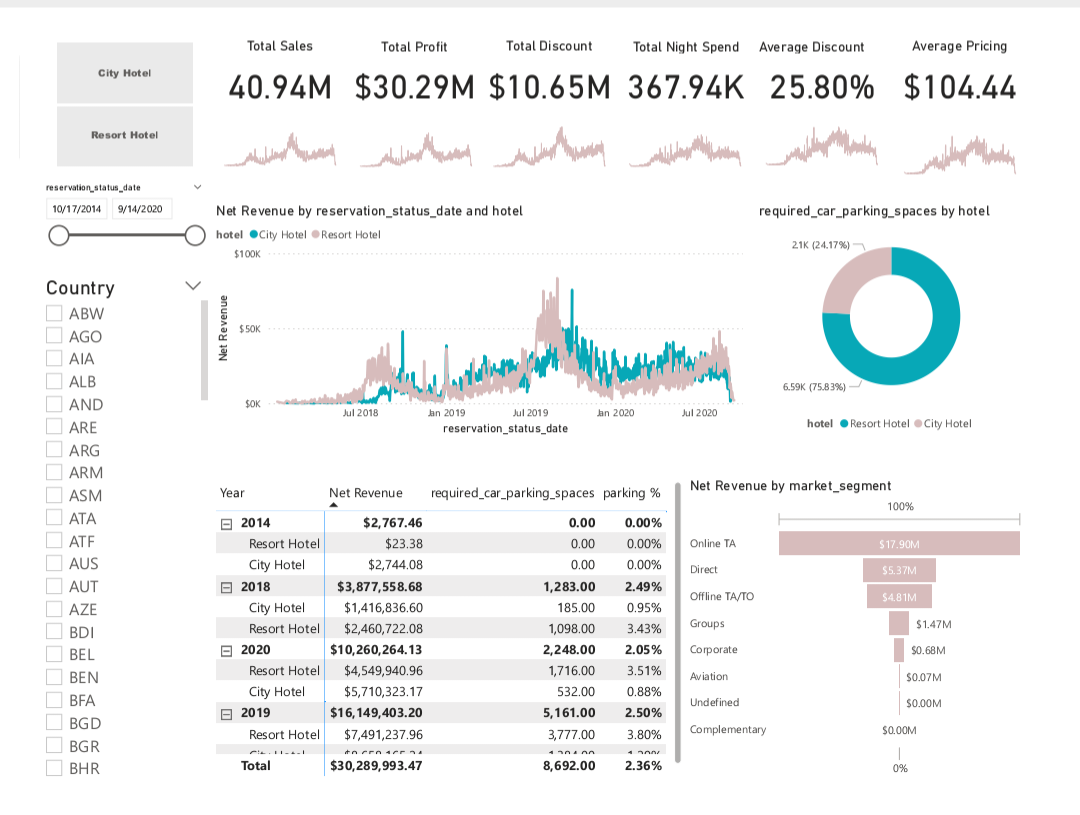 City Hotel
Resort Hotel
Total Sales
40.94M
Total Profit
$30.29M
Total Discount
$10.65M
Total Night Spend
367.94K
Average Discount
25.80%
Average Pricing
$104.44
reservation_status_date
10/17/2014 9/14/2020
Country
ABW
AGO
AIA
ALB
AND
ARE
ARG
ARM
ASM
ATA
ATF
AUS
AUT
AZE
BDI
BEL
BEN
BFA
BGD
BGR
BHR
Net Revenue by reservation_status_date and hotel
hotel City Hotel Resort Hotel
Net Revenue
$100K
$50K
$0K
Jul 2018 Jan 2019 Jul 2019 Jan 2020 Jul 2020
reservation_status_date
required_car_parking_spaces by hotel
2.1K (24.17%)
6.59K (75.83%)
hotel Resort Hotel City Hotel
Year Net Revenue required_car_parking_spaces parking %
2014 $2,767.46 0.00 0.00%
Resort Hotel $23.38 0.00 0.00%
City Hotel $2,744.08 0.00 0.00%
2018 $3,877,558.68 1,283.00 2.49%
City Hotel $1,416,836.60 185.00 0.95%
Resort Hotel $2,460,722.08 1,098.00 3.43%
2020 $10,260,264.13 2,248.00 2.05%
Resort Hotel $4,549,940.96 1,716.00 3.51%
City Hotel $5,710,323.17 532.00 0.88%
2019 $16,149,403.20 5,161.00 2.50%
Resort Hotel $7,491,237.96 3,777.00 3.80%
Total $30,289,993.47 8,692.00 2.36%
Net Revenue by market_segment
100%
Online TA $17.90M
Direct $5.37M
Offline TA/TO $4.81M
Groups $1.47M
Corporate $0.68M
Aviation $0.07M
Undefined $0.00M
Complementary $0.00M
0%